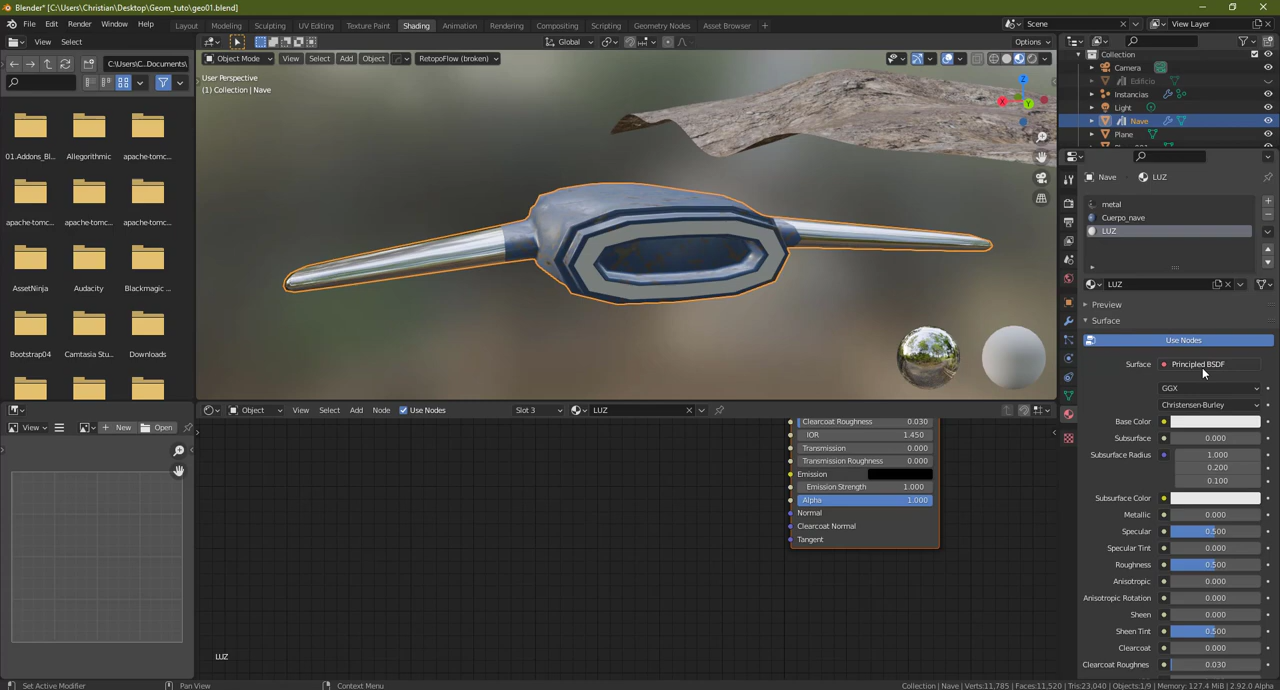 Blender* [C:\Users\Christian\Desktop\Geom_tuto\geo01.blend]
File Edit Render Window Help Layout Modeling Sculpting UV Editing Texture Paint Shading Animation Rendering Compositing Scripting Geometry Nodes Asset Browser + Scene View Layer
View Select Global Options
C:\Users\C...Documents\ Object Mode View Select Add Object RetopoFlow (broken)
User Perspective
(1) Collection | Nave
01.Addons_Bl... Allegorithmic apache-tomc...
apache-tomc... apache-tomc... apache-tomc...
AssetNinja Audacity Blackmagic ...
Bootstrap04 Camtasia Stu... Downloads
X Y Z
Collection
Camera
Edificio
Instancias
Light
Nave
Plane
Nave LUZ
metal
Cuerpo_nave
LUZ
LUZ
Preview
Surface
Use Nodes
Surface Principled BSDF
GGX
Christensen-Burley
Base Color
Subsurface 0.000
Subsurface Radius 1.000
0.200
0.100
Subsurface Color
Metallic 0.000
Specular 0.500
Specular Tint 0.000
Roughness 0.500
Anisotropic 0.000
Anisotropic Rotation 0.000
Sheen 0.000
Sheen Tint 0.500
Clearcoat 0.000
Clearcoat Roughnes 0.030
View New Open
Object View Select Add Node Use Nodes Slot 3 LUZ
Clearcoat Roughness 0.030
IOR 1.450
Transmission 0.000
Transmission Roughness 0.000
Emission
Emission Strength 1.000
Alpha 1.000
Normal
Clearcoat Normal
Tangent
LUZ
Set Active Modifier Pan View Context Menu Collection | Nave | Verts:11,785 | Faces:11,520 | Tris:23,040 | Objects:1/9 | Memory: 127.4 MiB | 2.92.0 Alpha